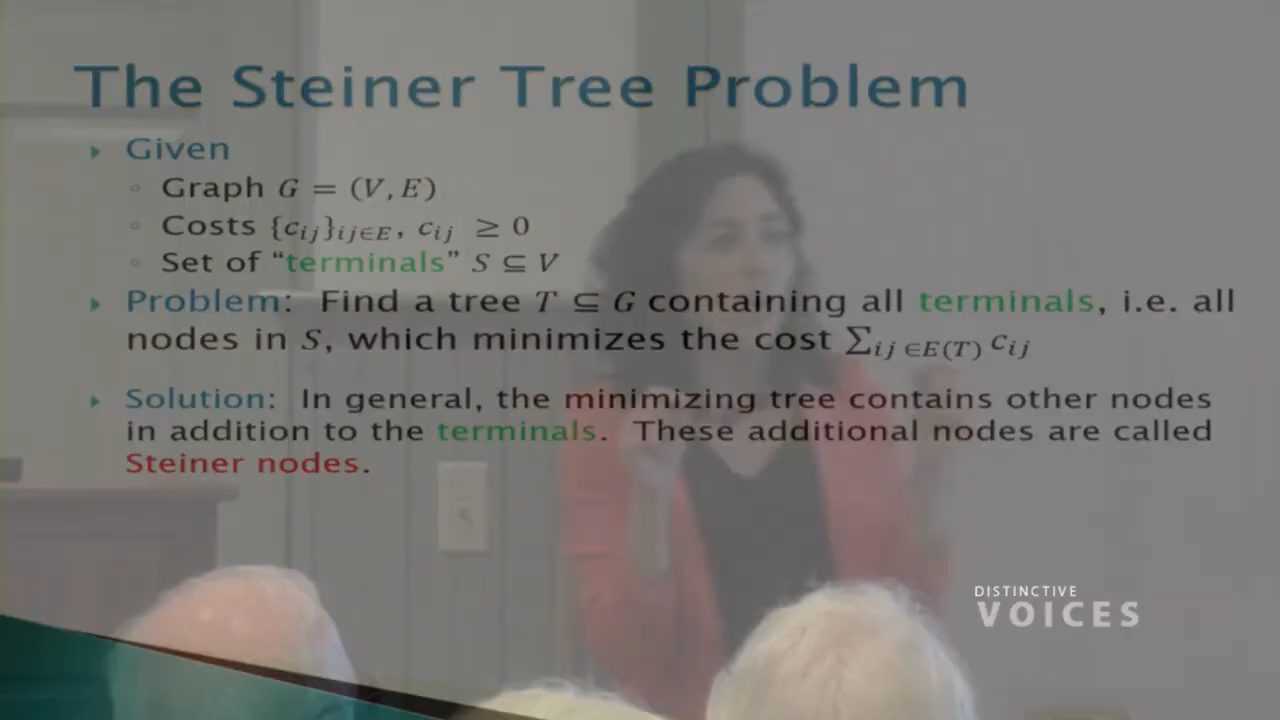 The Steiner Tree Problem
Given
Graph G = (V, E)
Costs {c_ij}_ij∈E, c_ij ≥ 0
Set of “terminals” S ⊆ V
Problem: Find a tree T ⊆ G containing all terminals, i.e. all
nodes in S, which minimizes the cost ∑_ij ∈E(T) c_ij
Solution: In general, the minimizing tree contains other nodes
in addition to the terminals. These additional nodes are called
Steiner nodes.
DISTINCTIVE
VOICES